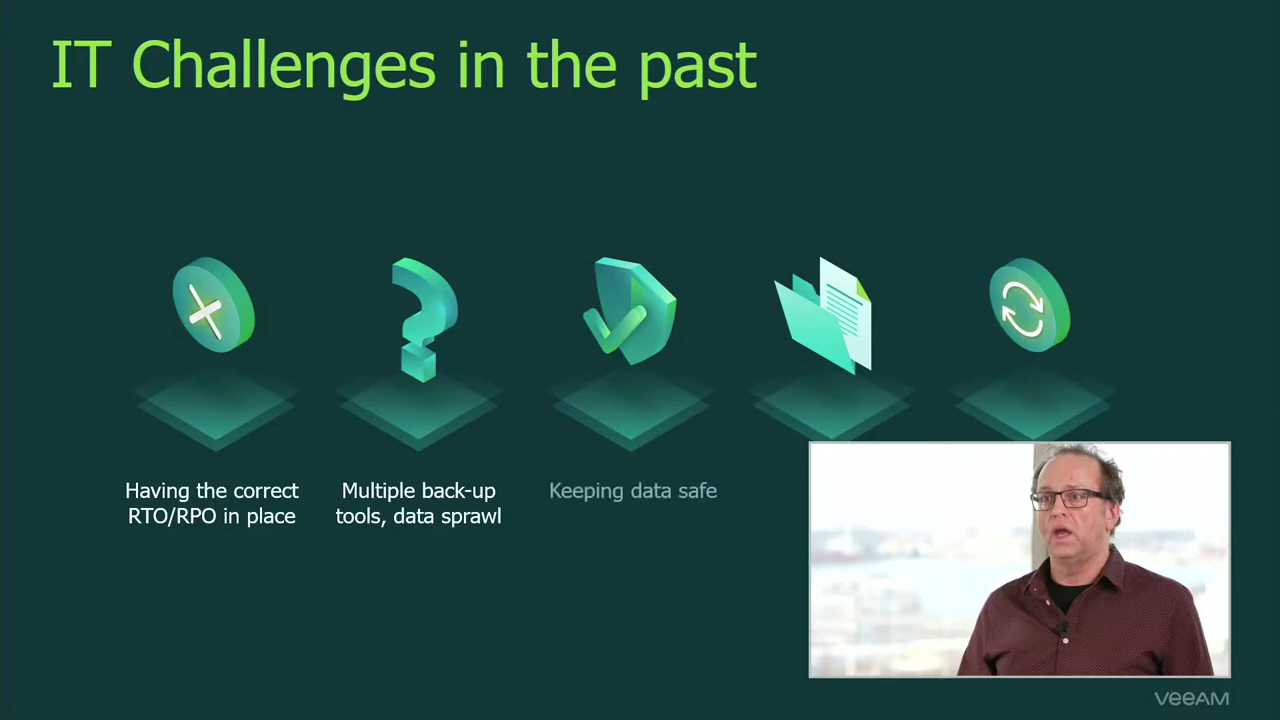 IT Challenges in the past
Having the correct
RTO/RPO in place
Multiple back-up
tools, data sprawl
Keeping data safe
veeAM